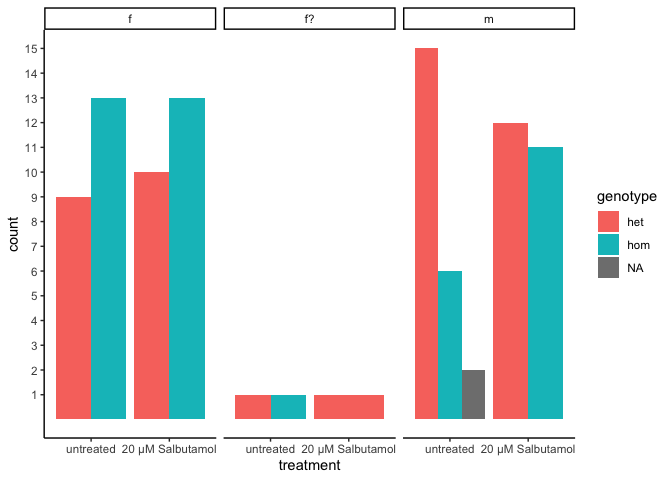 f
f?
m
count
15
14
13
12
11
10
9
8
7
6
5
4
3
2
1
untreated
20 µM Salbutamol
untreated
20 µM Salbutamol
untreated
20 µM Salbutamol
treatment
genotype
het
hom
NA